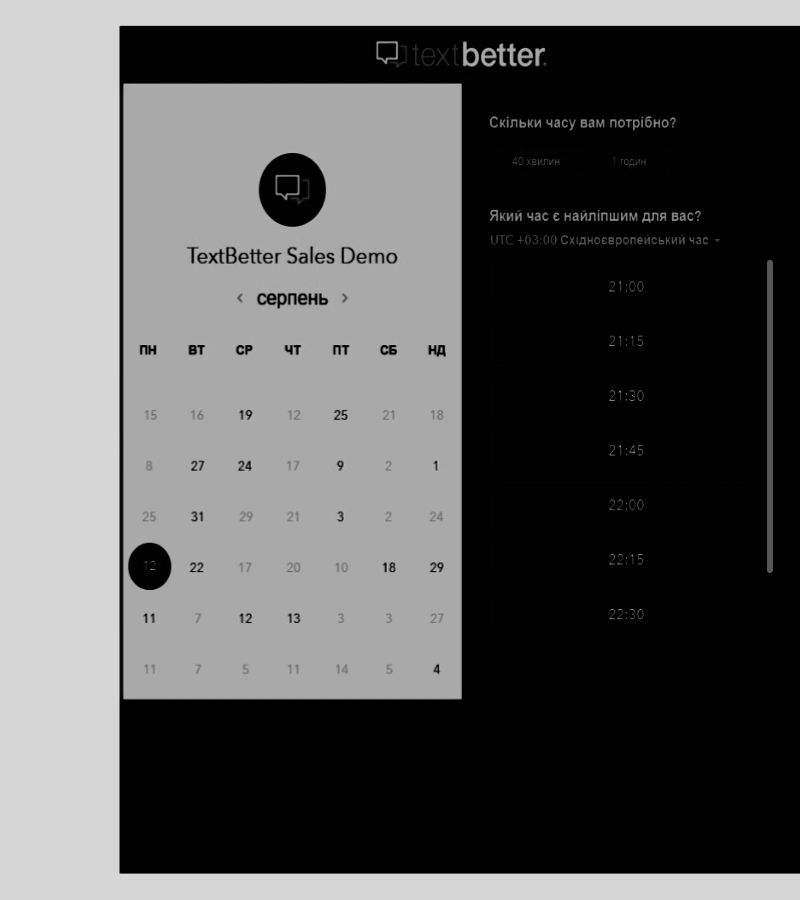 textbetter.
TextBetter Sales Demo
‹ серпень ›
ПН ВТ СР ЧТ ПТ СБ НД
15 16 19 12 25 21 18
8 27 24 17 9 2 1
25 31 29 21 3 2 24
12 22 17 20 10 18 29
11 7 12 13 3 3 27
11 7 5 11 14 5 4
Скільки часу вам потрібно?
40 хвилин 1 годин
Який час є найліпшим для вас?
UTC +03:00 Східноєвропейський час
21:00
21:15
21:30
21:45
22:00
22:15
22:30